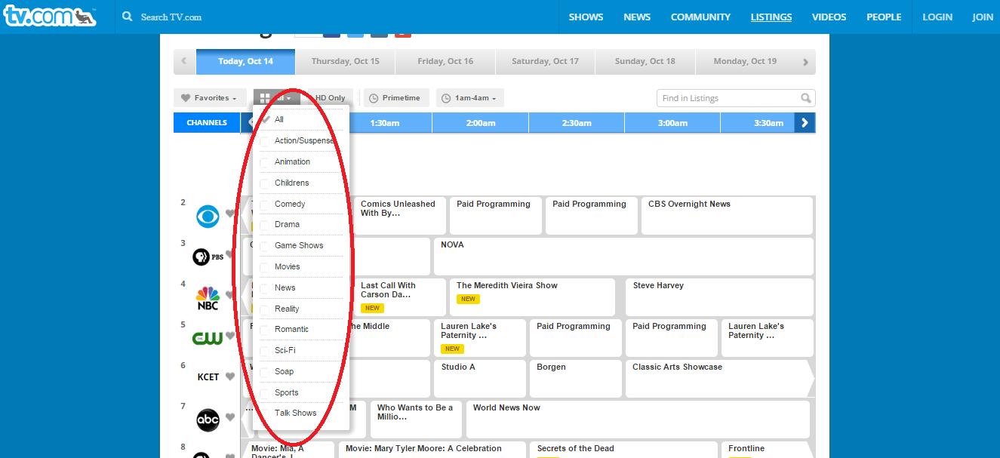 tv.com
Search TV.com
SHOWS NEWS COMMUNITY LISTINGS VIDEOS PEOPLE LOGIN JOIN
Today, Oct 14 Thursday, Oct 15 Friday, Oct 16 Saturday, Oct 17 Sunday, Oct 18 Monday, Oct 19
Favorites All HD Only Primetime 1am-4am Find in Listings
CHANNELS 1:30am 2:00am 2:30am 3:00am 3:30am
All
Action/Suspense
Animation
Childrens
Comedy
Drama
Game Shows
Movies
News
Reality
Romantic
Sci-Fi
Soap
Sports
Talk Shows
2
Comics Unleashed
With By...
Paid Programming
Paid Programming
CBS Overnight News
3
PBS
NOVA
4
NBC
Last Call With
Carson Da...
NEW
The Meredith Vieira Show
NEW
Steve Harvey
5
THE CW
he Middle
Lauren Lake's
Paternity ...
NEW
Paid Programming
Paid Programming
Lauren Lake's
Paternity ...
6
KCET
Studio A
Borgen
Classic Arts Showcase
7
abc
...
M
Who Wants to Be a
Millio...
World News Now
8
Movie: Mia, A
Dancer's J
Movie: Mary Tyler Moore: A Celebration
Secrets of the Dead
Frontline